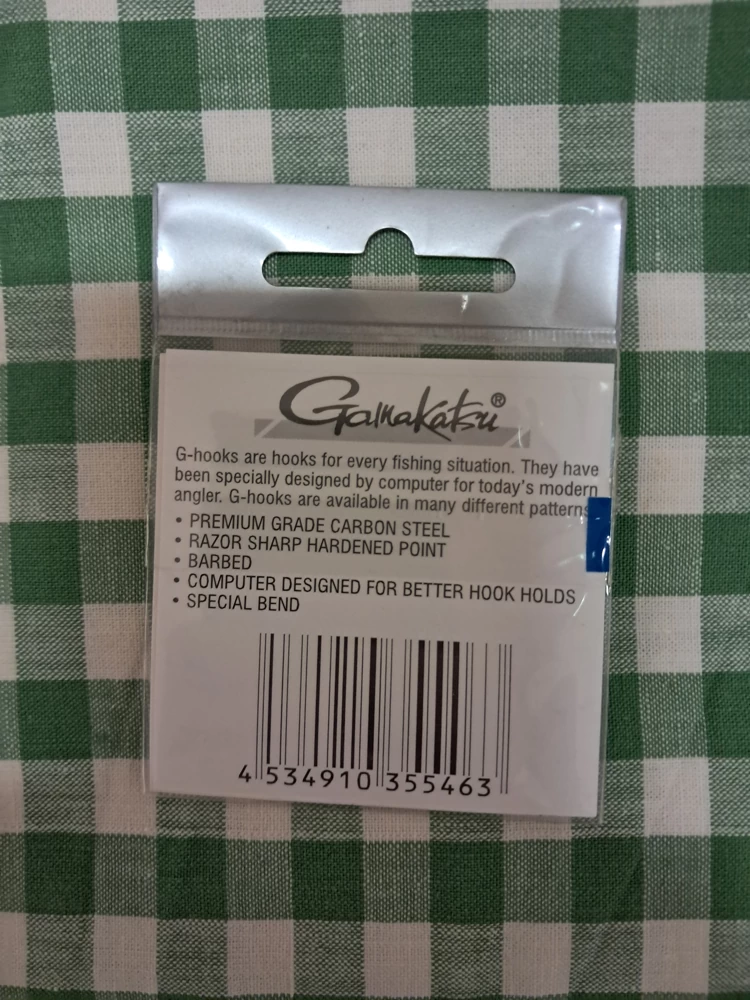 Gamakatsu®
G-hooks are hooks for every fishing situation. They have
been specially designed by computer for today's modern
angler. G-hooks are available in many different patterns
• PREMIUM GRADE CARBON STEEL
• RAZOR SHARP HARDENED POINT
• BARBED
• COMPUTER DESIGNED FOR BETTER HOOK HOLDS
• SPECIAL BEND
4 534910 355463